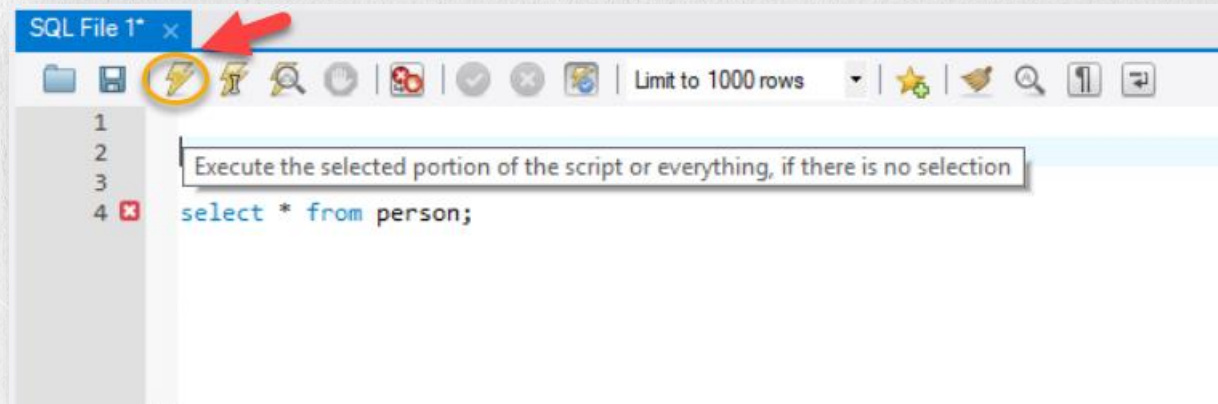 SQL File 1*
Limit to 1000 rows
1
2
Execute the selected portion of the script or everything, if there is no selection
3
4 select * from person;